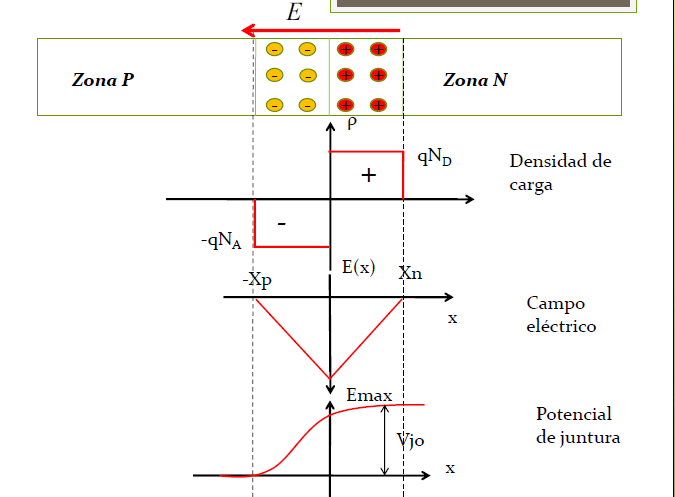 E
- - + +
Zona P
- - + +
Zona N
- - + +
ρ
qN_D
+
Densidad de
carga
-
-qN_A
E(x)
-Xp
Xn
x
Campo
eléctrico
Emax
Potencial
de juntura
Vjo
x